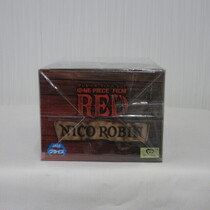 ONE PIECE FILM
RED
NICO ROBIN